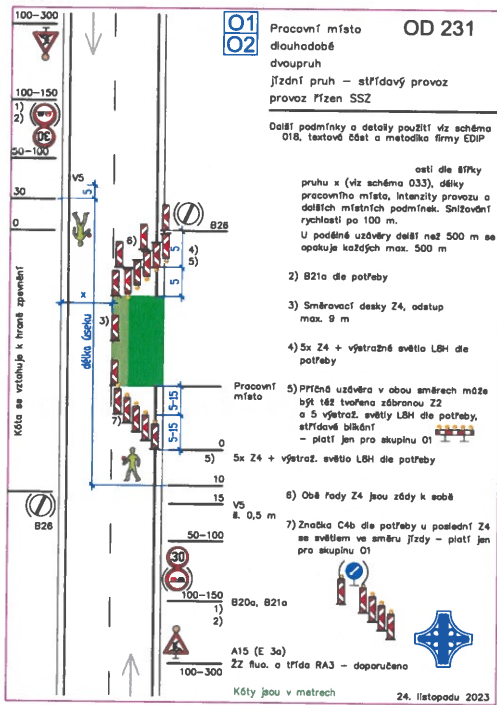 O1
O2
Pracovní místo
OD 231
dlouhodobé
dvoupruh
jízdní pruh – střídavý provoz
provoz řízen SSZ
Další podmínky a detaily použití viz schéma
018, textová část a metodika firmy EDIP
osti dle šířky
pruhu x (viz schéma 033), délky
pracovního místa, intenzity provozu a
dalších místních podmínek. Snižování
rychlosti po 100 m.
U podélné uzávěry delší než 500 m se
opakuje každých max. 500 m
2) B21a dle potřeby
3) Směrovací desky Z4, odstup
max. 9 m
4) 5x Z4 + výstražné světlo L8H dle
potřeby
5) Příčná uzávěra v obou směrech může
být též tvořena zábranou Z2
a 5 výstraž. světly L8H dle potřeby,
střídavé blikání
– platí jen pro skupinu O1
5x Z4 + výstraž. světlo L8H dle potřeby
6) Obě řady Z4 jsou zády k sobě
7) Značka C4b dle potřeby u poslední Z4
se světlem ve směru jízdy – platí jen
pro skupinu O1
100–300
100–150
1)
2)
30
50–100
V5
30
5
0
B26
6)
5
4)
5)
5
x
3)
délka úseku
Kóta se vztahuje k hraně zpevnění
Pracovní
místo
5–15
7)
5–15
0
5)
10
15
V5
š. 0,5 m
B26
50–100
30
100–150
1)
2)
B20a, B21a
A15 (E 3a)
ŽZ fluo. a třída RA3 – doporučeno
100–300
Kóty jsou v metrech
24. listopadu 2023